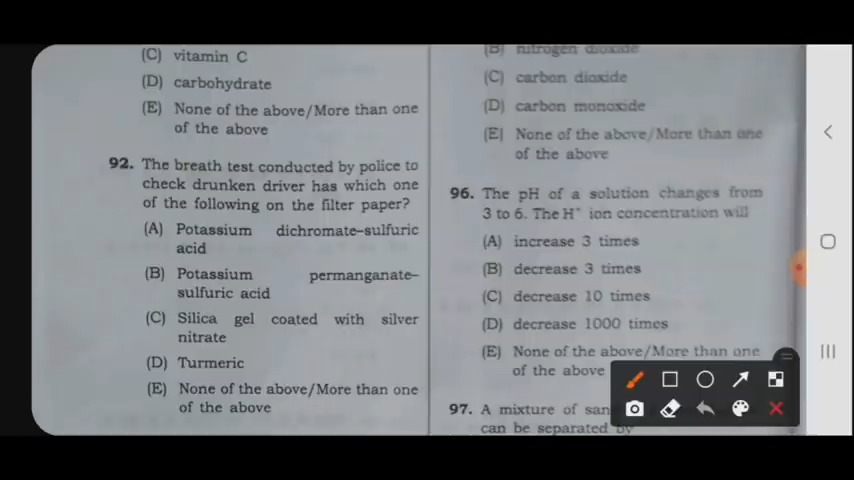 (C) vitamin C
(D) carbohydrate
(E) None of the above/More than one
of the above
92. The breath test conducted by police to
check drunken driver has which one
of the following on the filter paper?
(A) Potassium dichromate–sulfuric
acid
(B) Potassium permanganate–
sulfuric acid
(C) Silica gel coated with silver
nitrate
(D) Turmeric
(E) None of the above/More than one
of the above
(B) nitrogen dioxide
(C) carbon dioxide
(D) carbon monoxide
(E) None of the above/More than one
of the above
96. The pH of a solution changes from
3 to 6. The H⁺ ion concentration will
(A) increase 3 times
(B) decrease 3 times
(C) decrease 10 times
(D) decrease 1000 times
(E) None of the above/More than one
of the above
97. A mixture of
can be separated by